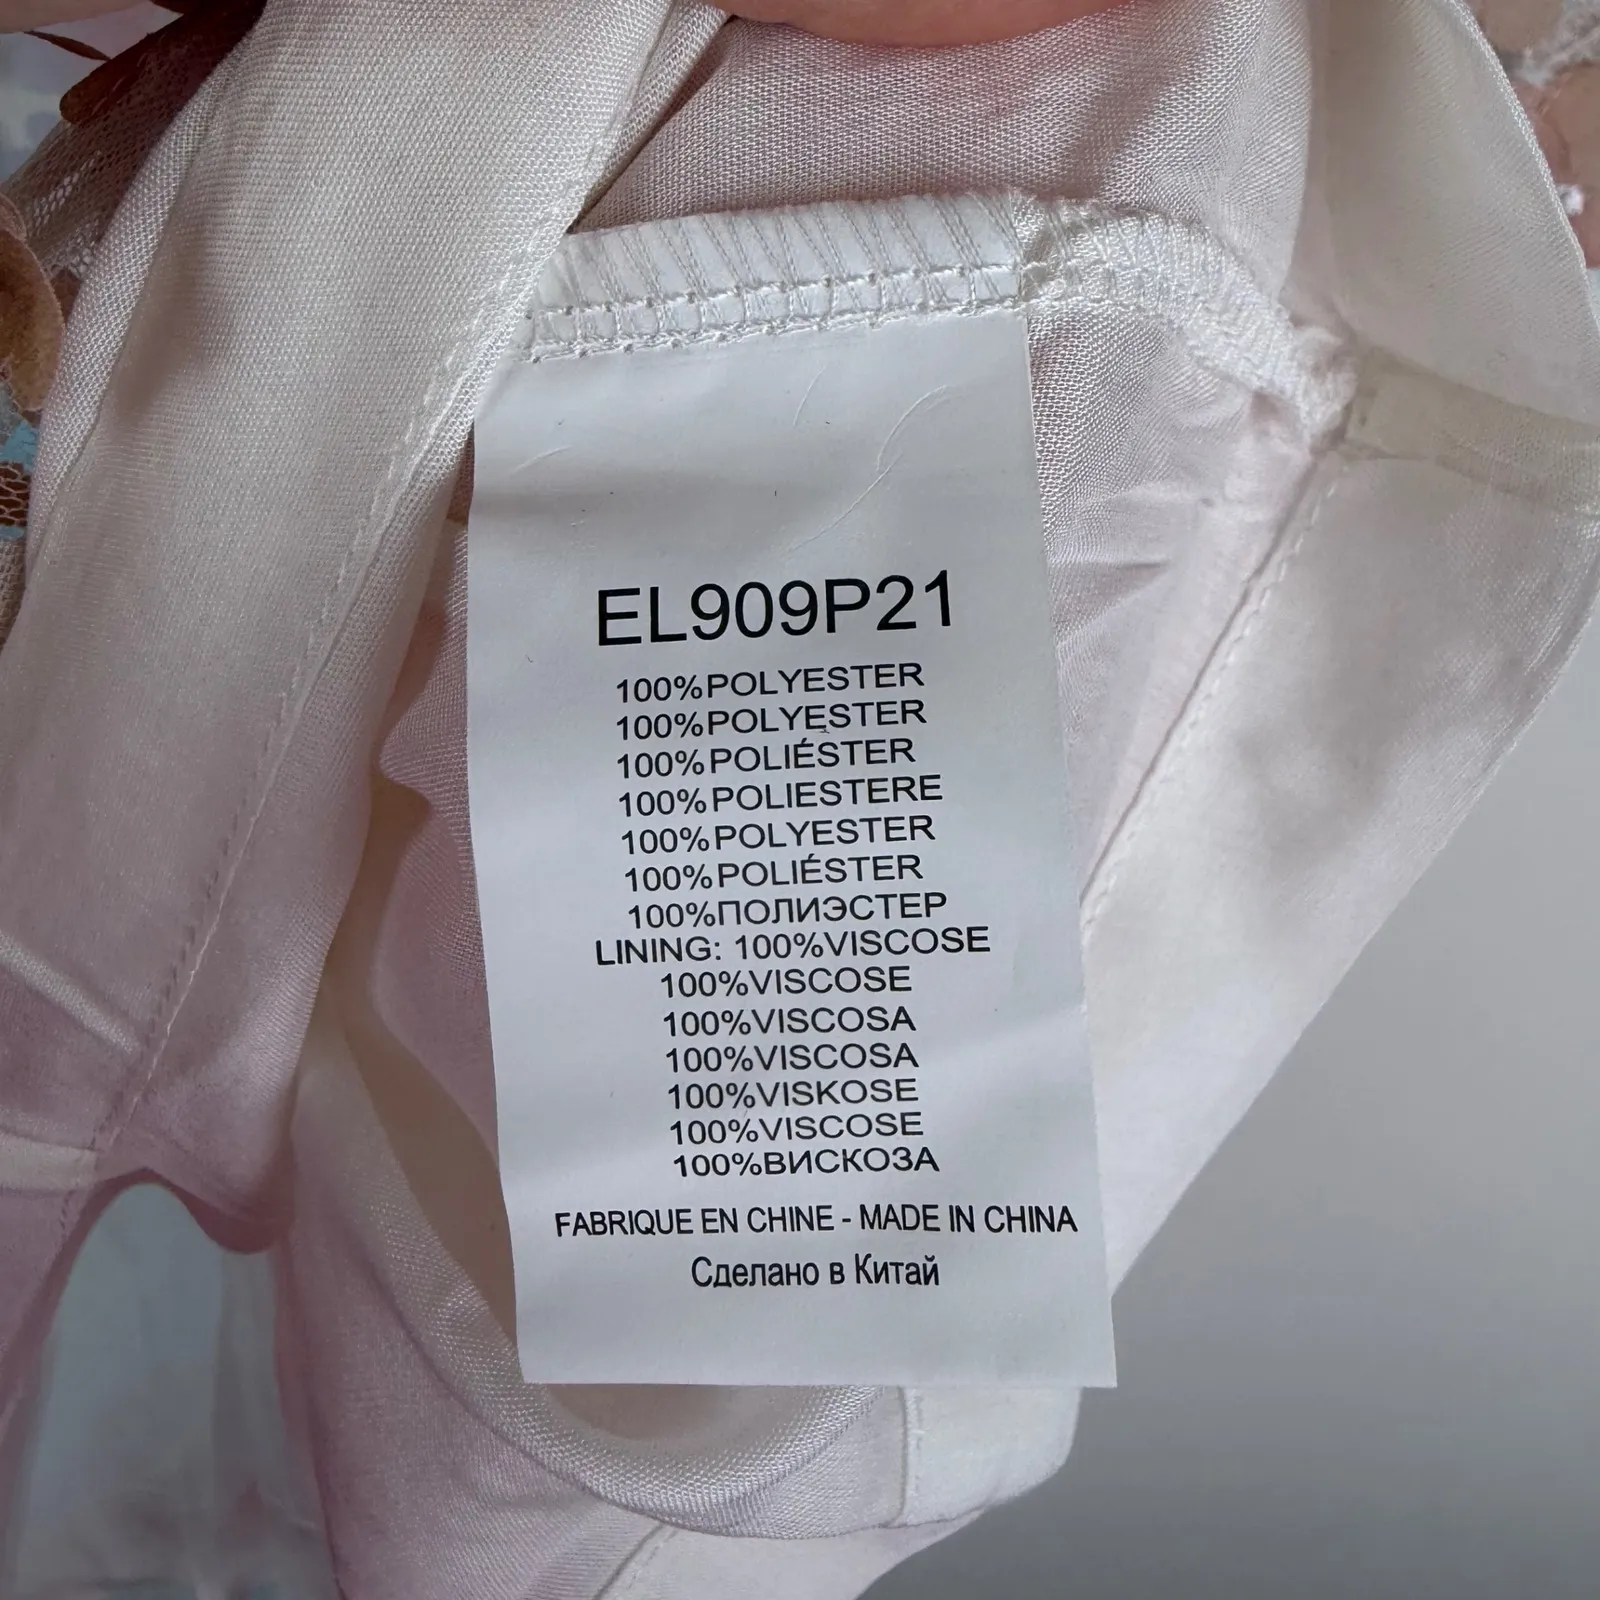 EL909P21
100%POLYESTER
100%POLYESTER
100%POLIÉSTER
100%POLIESTERE
100%POLYESTER
100%POLIÉSTER
100%ПОЛИЭСТЕР
LINING: 100%VISCOSE
100%VISCOSE
100%VISCOSA
100%VISCOSA
100%VISKOSE
100%VISCOSE
100%ВИСКОЗА
FABRIQUE EN CHINE - MADE IN CHINA
Сделано в Китай